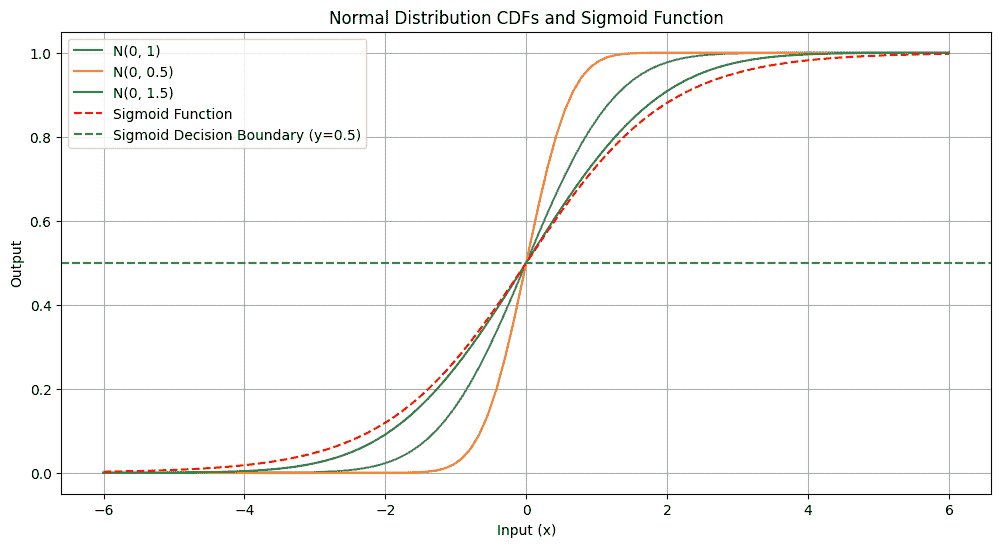 Normal Distribution CDFs and Sigmoid Function
N(0, 1)
N(0, 0.5)
N(0, 1.5)
Sigmoid Function
Sigmoid Decision Boundary (y=0.5)
Output
1.0
0.8
0.6
0.4
0.2
0.0
−6 −4 −2 0 2 4 6
Input (x)